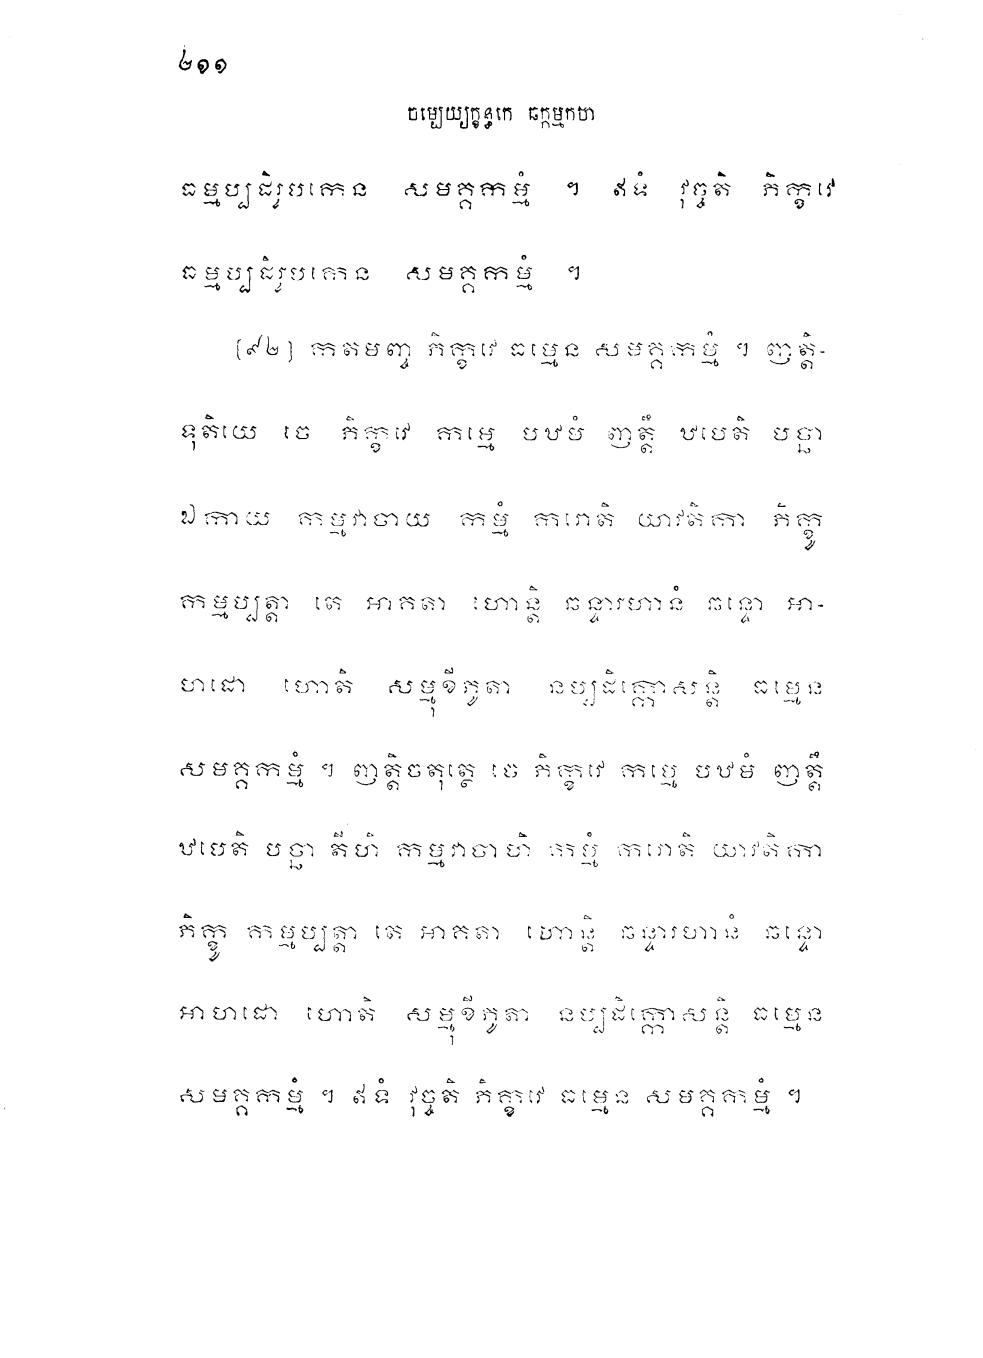 ២១១
ចម្បេយ្យក្ខន្ធកេ ឆក្កម្មកថា
ធម្មប្បដិរូបកេន សមគ្គកម្មំ ។ ឥទំ វុច្ចតិ ភិក្ខវេ
ធម្មប្បដិរូបកេន សមគ្គកម្មំ ។
[៩២] កតមញ្ច ភិក្ខវេ ធម្មេន សមគ្គកម្មំ ។ ញត្តិ-
ទុតិយេ ចេ ភិក្ខវេ កម្មេ បឋមំ ញត្តឹ ឋបេតិ បច្ឆា
ឯកាយ កម្មវាចាយ កម្មំ ករោតិ យាវតិកា ភិក្ខូ
កម្មប្បត្តា តេ អាគតា ហោន្តិ ឆន្ទារហានំ ឆន្ទោ អា-
ហដោ ហោតិ សម្មុខីភូតា នប្បដិក្កោសន្តិ ធម្មេន
សមគ្គកម្មំ ។ ញត្តិចតុត្ថេ ចេ ភិក្ខវេ កម្មេ បឋមំ ញត្តឹ
ឋបេតិ បច្ឆា តីហិ កម្មវាចាហិ កម្មំ ករោតិ យាវតិកា
ភិក្ខូ កម្មប្បត្តា តេ អាគតា ហោន្តិ ឆន្ទារហានំ ឆន្ទោ
អាហដោ ហោតិ សម្មុខីភូតា នប្បដិក្កោសន្តិ ធម្មេន
សមគ្គកម្មំ ។ ឥទំ វុច្ចតិ ភិក្ខវេ ធម្មេន សមគ្គកម្មំ ។